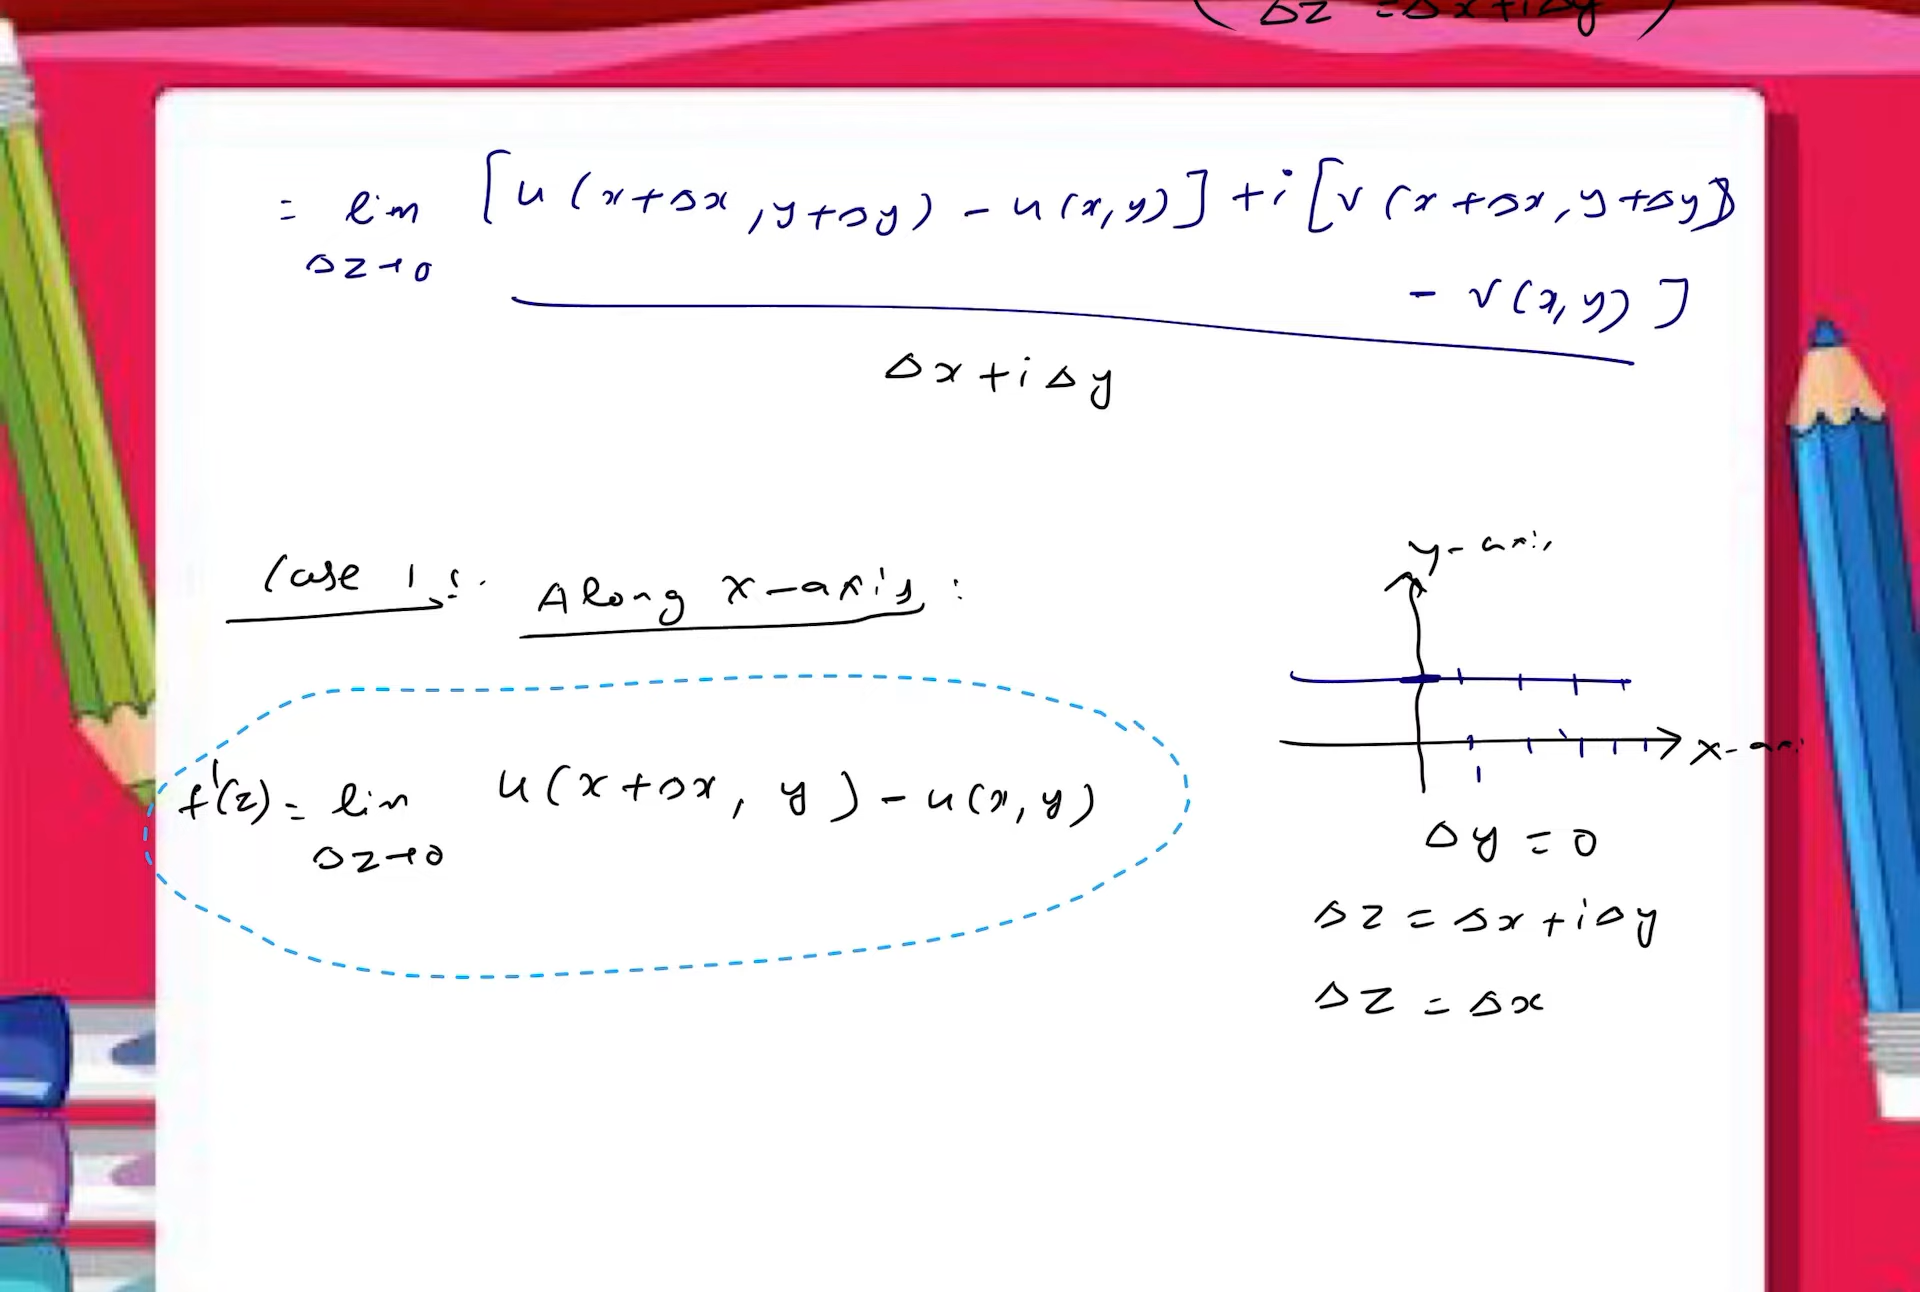 (Δz = Δx + iΔy)
= lim [u(x+Δx, y+Δy) - u(x,y)] + i[v(x+Δx, y+Δy)
Δz→0
- v(x,y)]
Δx + iΔy
Case 1: Along x-axis:
y-axis
x-axi
f'(z) = lim u(x+Δx, y) - u(x,y)
Δz→0
Δy = 0
Δz = Δx + iΔy
Δz = Δx